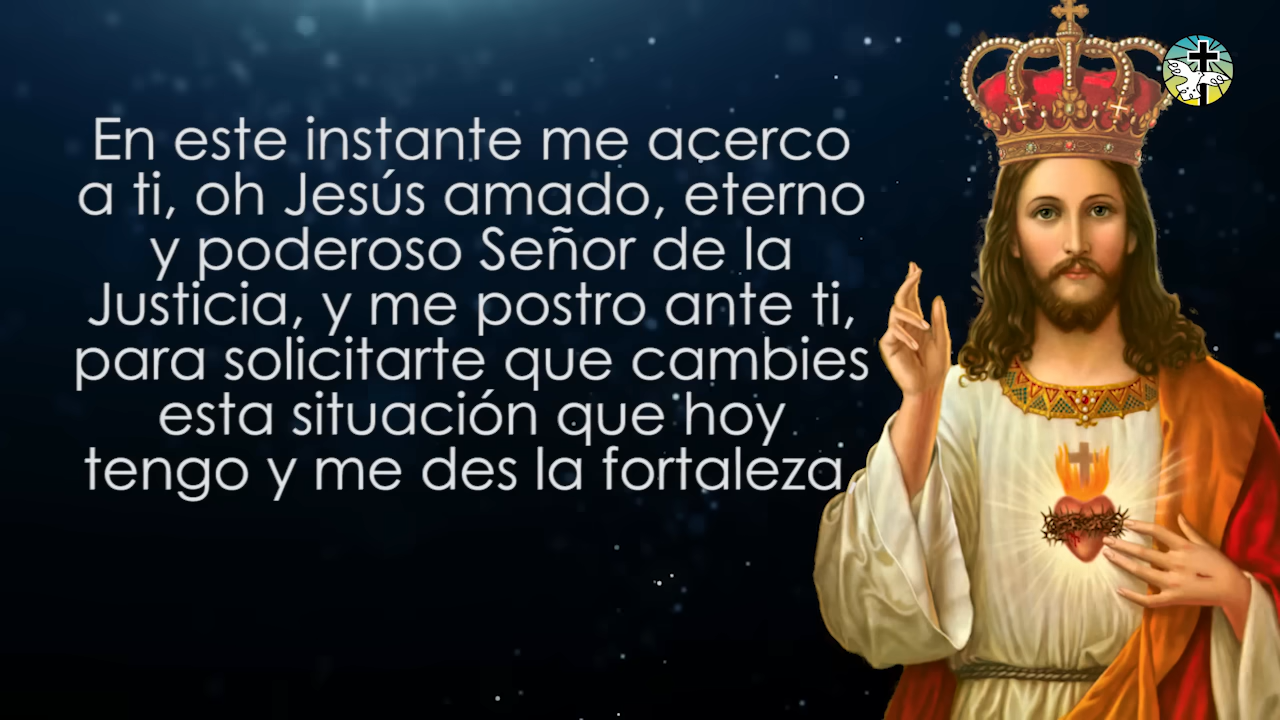 En este instante me acerco
a ti, oh Jesús amado, eterno
y poderoso Señor de la
Justicia, y me postro ante ti,
para solicitarte que cambies
esta situación que hoy
tengo y me des la fortaleza,